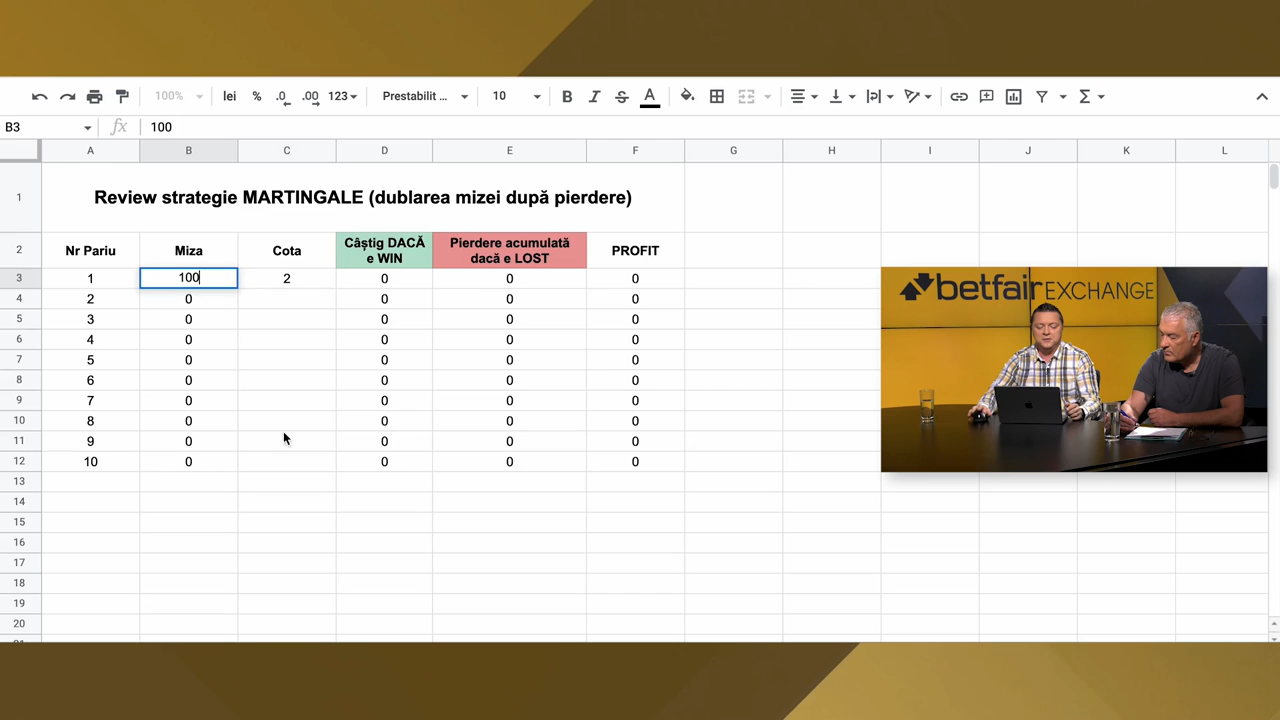 100% lei % .0 .00 123 Prestabilit ... 10 B I S A Σ
B3 fx 100
A B C D E F G H I J K L
1 Review strategie MARTINGALE (dublarea mizei după pierdere)
2 Nr Pariu Miza Cota Câștig DACĂ e WIN Pierdere acumulată dacă e LOST PROFIT
3 1 100 2 0 0 0
4 2 0 0 0 0
5 3 0 0 0 0
6 4 0 0 0 0
7 5 0 0 0 0
8 6 0 0 0 0
9 7 0 0 0 0
10 8 0 0 0 0
11 9 0 0 0 0
12 10 0 0 0 0
13
14
15
16
17
18
19
20
betfair EXCHANGE